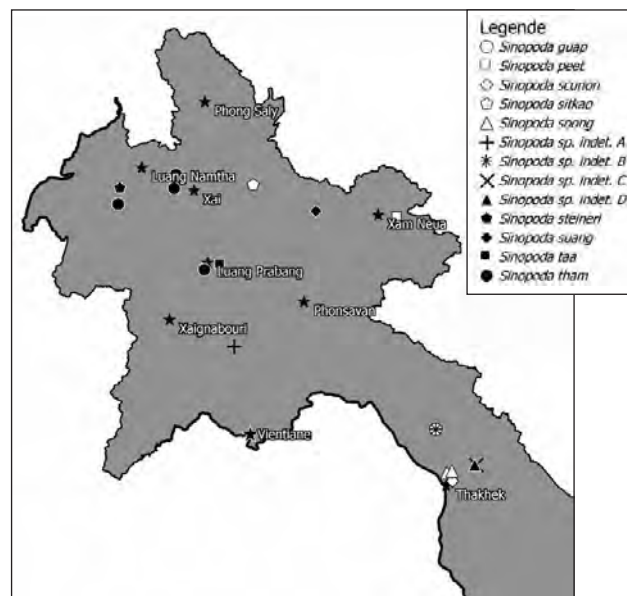 Legende
Sinopoda guap
Sinopoda peet
Sinopoda scurion
Sinopoda sitkao
Sinopoda soong
Sinopoda sp. indet. A
Sinopoda sp. indet. B
Sinopoda sp. indet. C
Sinopoda sp. indet. D
Sinopoda steineri
Sinopoda suang
Sinopoda taa
Sinopoda tham
Phong Saly
Luang Namtha
Xai
Xam Neua
Luang Prabang
Phonsavan
Xaignabouri
Vientiane
Thakhek